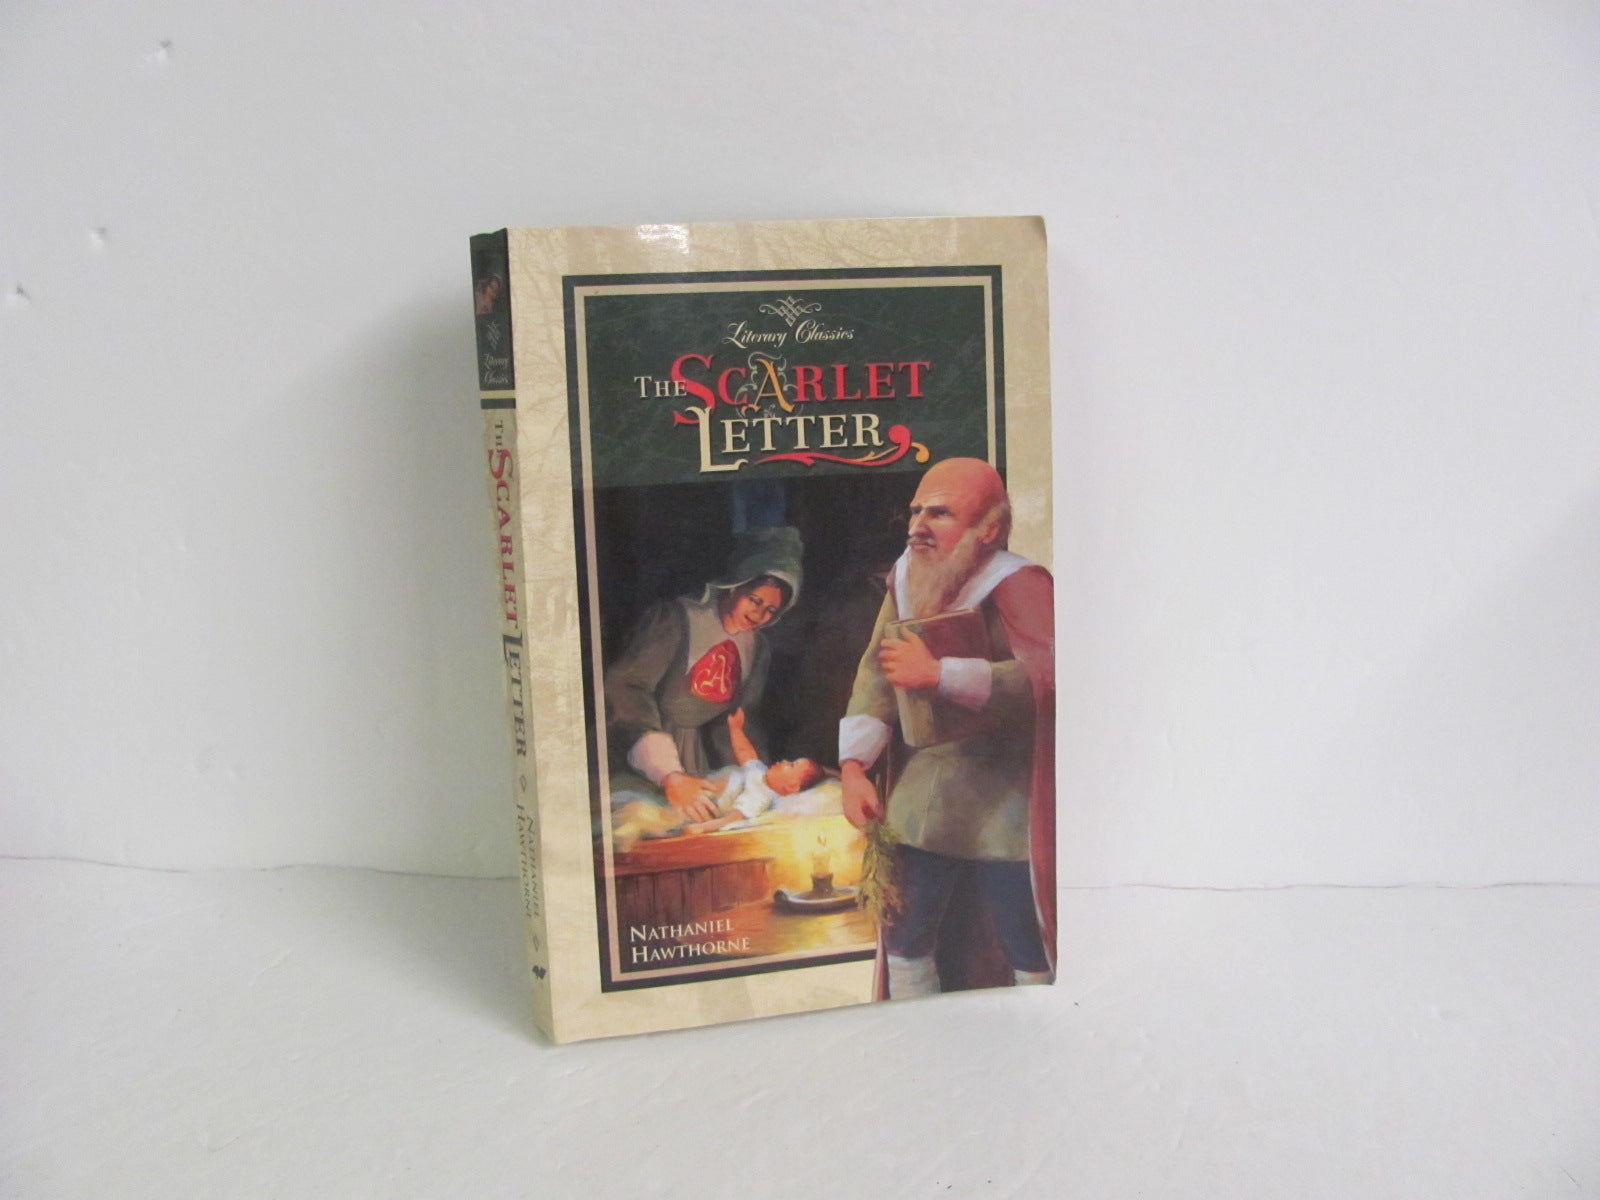 Literary Classics
THE SCARLET
LETTER
NATHANIEL
HAWTHORNE
Literary
Classics
THE SCARLET LETTER
NATHANIEL
HAWTHORNE
A